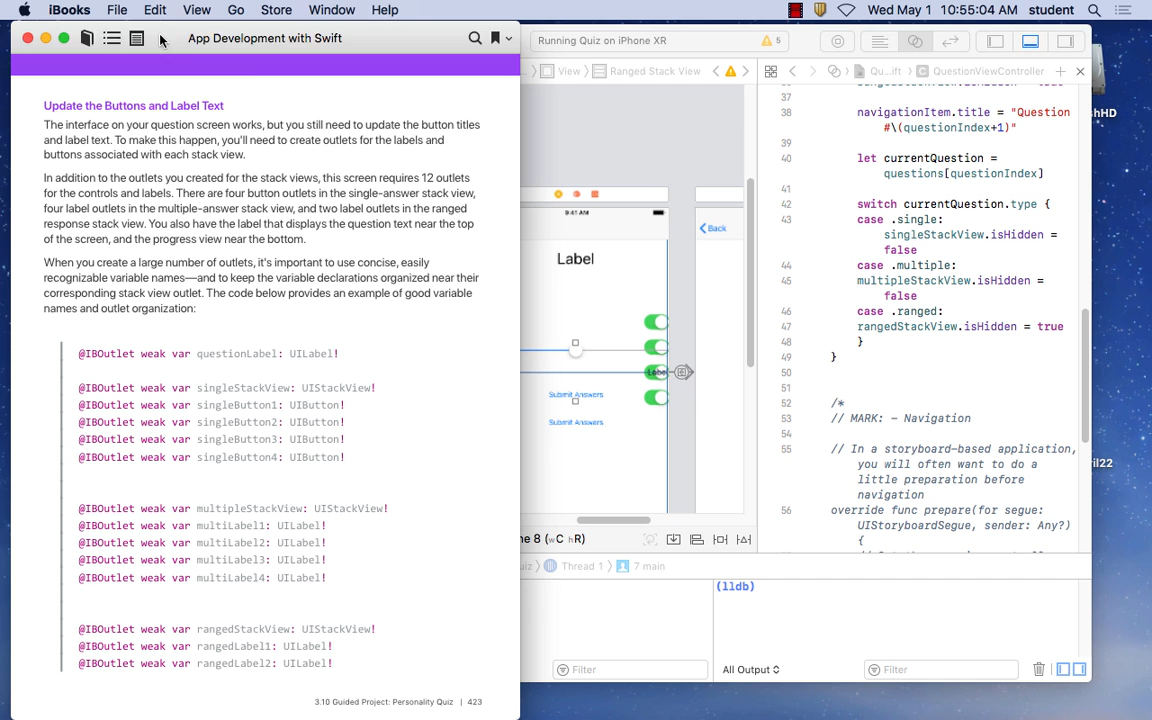 iBooks File Edit View Go Store Window Help Wed May 1 10:55:04 AM student
App Development with Swift
Update the Buttons and Label Text
The interface on your question screen works, but you still need to update the button titles
and label text. To make this happen, you'll need to create outlets for the labels and
buttons associated with each stack view.
In addition to the outlets you created for the stack views, this screen requires 12 outlets
for the controls and labels. There are four button outlets in the single-answer stack view,
four label outlets in the multiple-answer stack view, and two label outlets in the ranged
response stack view. You also have the label that displays the question text near the top
of the screen, and the progress view near the bottom.
When you create a large number of outlets, it's important to use concise, easily
recognizable variable names—and to keep the variable declarations organized near their
corresponding stack view outlet. The code below provides an example of good variable
names and outlet organization:
@IBOutlet weak var questionLabel: UILabel!
@IBOutlet weak var singleStackView: UIStackView!
@IBOutlet weak var singleButton1: UIButton!
@IBOutlet weak var singleButton2: UIButton!
@IBOutlet weak var singleButton3: UIButton!
@IBOutlet weak var singleButton4: UIButton!
@IBOutlet weak var multipleStackView: UIStackView!
@IBOutlet weak var multiLabel1: UILabel!
@IBOutlet weak var multiLabel2: UILabel!
@IBOutlet weak var multiLabel3: UILabel!
@IBOutlet weak var multiLabel4: UILabel!
@IBOutlet weak var rangedStackView: UIStackView!
@IBOutlet weak var rangedLabel1: UILabel!
@IBOutlet weak var rangedLabel2: UILabel!
3.10 Guided Project: Personality Quiz | 423
Running Quiz on iPhone XR 5
View Ranged Stack View
Qu...ift QuestionViewController
9:41 AM
Back
Label
Label
Submit Answers
Submit Answers
37
38 navigationItem.title = "Question
#\(questionIndex+1)"
39
40 let currentQuestion =
questions[questionIndex]
41
42 switch currentQuestion.type {
43 case .single:
singleStackView.isHidden =
false
44 case .multiple:
45 multipleStackView.isHidden =
false
46 case .ranged:
47 rangedStackView.isHidden = true
48 }
49 }
50
51
52 /*
53 // MARK: - Navigation
54
55 // In a storyboard-based application,
you will often want to do a
little preparation before
navigation
56 override func prepare(for segue:
UIStoryboardSegue, sender: Any?)
{
ne 8 (wC hR)
uiz Thread 1 7 main
(lldb)
Filter
All Output
Filter
shHD
ril22